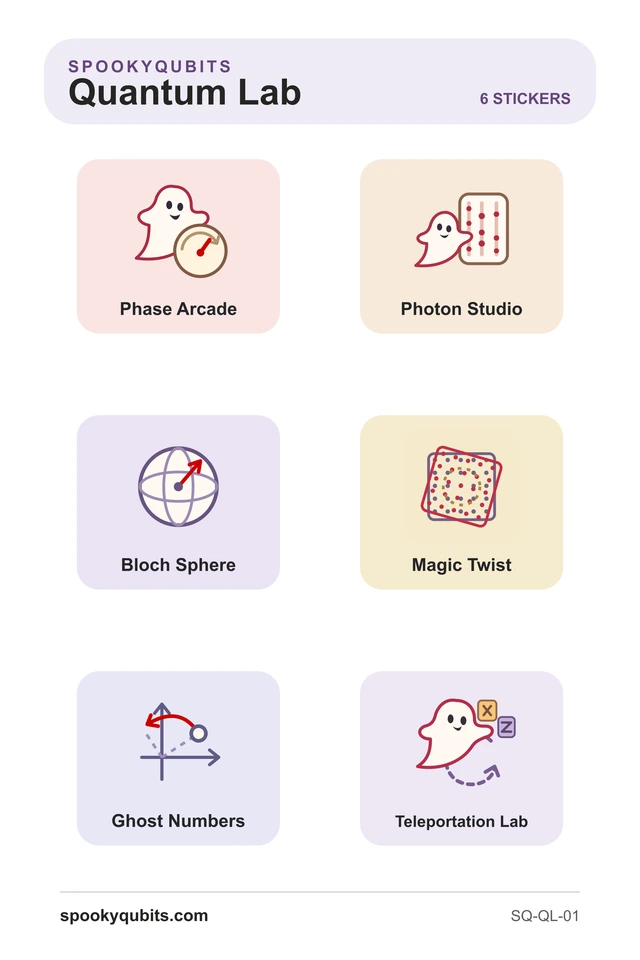 SPOOKYQUBITS
Quantum Lab
6 STICKERS
Phase Arcade
Photon Studio
Bloch Sphere
Magic Twist
X
Z
Ghost Numbers
Teleportation Lab
spookyqubits.com
SQ-QL-01